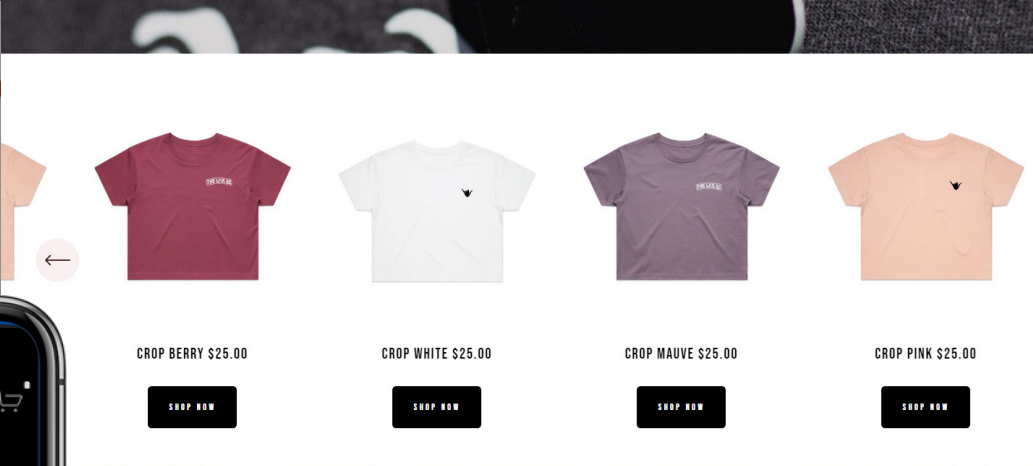 CROP BERRY $25.00
CROP WHITE $25.00
CROP MAUVE $25.00
CROP PINK $25.00
SHOP NOW
SHOP NOW
SHOP NOW
SHOP NOW